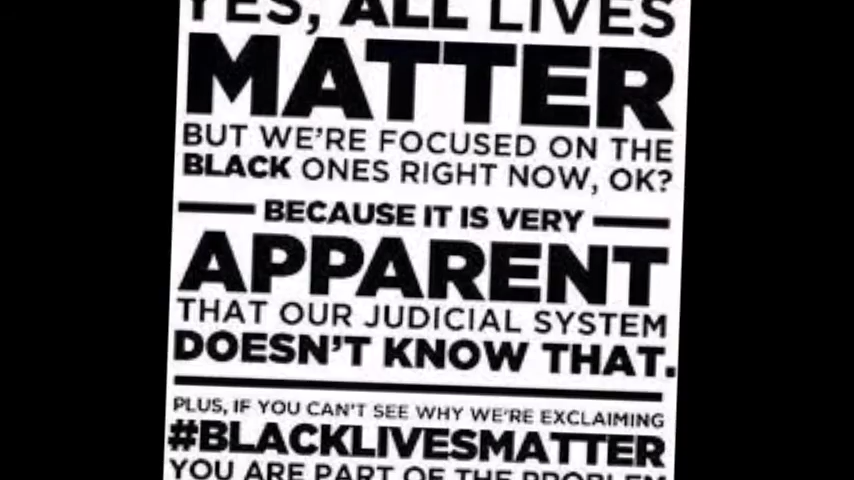 YES, ALL LIVES
MATTER
BUT WE'RE FOCUSED ON THE
BLACK ONES RIGHT NOW, OK?
BECAUSE IT IS VERY
APPARENT
THAT OUR JUDICIAL SYSTEM
DOESN'T KNOW THAT.
PLUS, IF YOU CAN'T SEE WHY WE'RE EXCLAIMING
#BLACKLIVESMATTER
YOU ARE PART OF THE PROBLEM